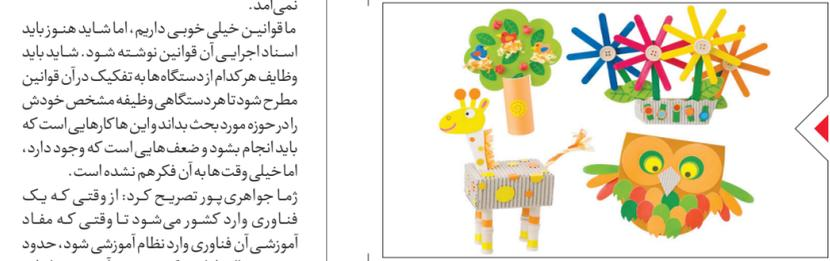 نمی‌آمد.
ما قوانین خیلی خوبی داریم، اما شاید هنوز باید
اسناد اجرایی آن قوانین نوشته شود. شاید باید
وظایف هر کدام از دستگاه‌ها به تفکیک در آن قوانین
مطرح شود تا هر دستگاهی وظیفه مشخص خودش
را در حوزه مورد بحث بداند و این ها کارهایی است که
باید انجام بشود و ضعف‌هایی است که وجود دارد،
اما خیلی وقت‌ها به آن فکر هم نشده است.
ژما جواهری پور تصریح کرد: از وقتی که یک
فناوری وارد کشور می‌شود تا وقتی که مفاد
آموزشی آن فناوری وارد نظام آموزشی شود، حدود